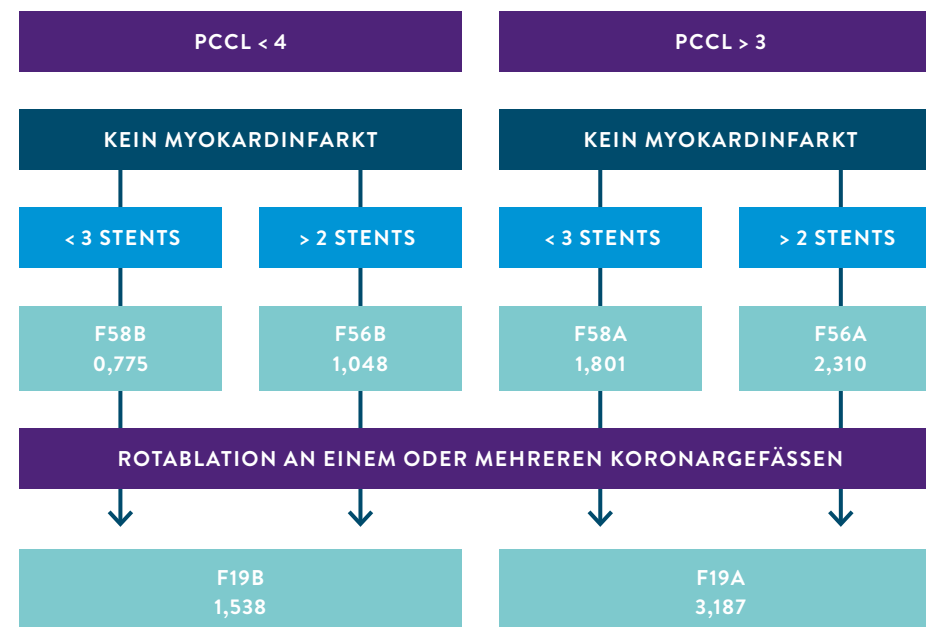 PCCL < 4
PCCL > 3
KEIN MYOKARDINFARKT
KEIN MYOKARDINFARKT
< 3 STENTS
> 2 STENTS
< 3 STENTS
> 2 STENTS
F58B
0,775
F56B
1,048
F58A
1,801
F56A
2,310
ROTABLATION AN EINEM ODER MEHREREN KORONARGEFÄSSEN
F19B
1,538
F19A
3,187